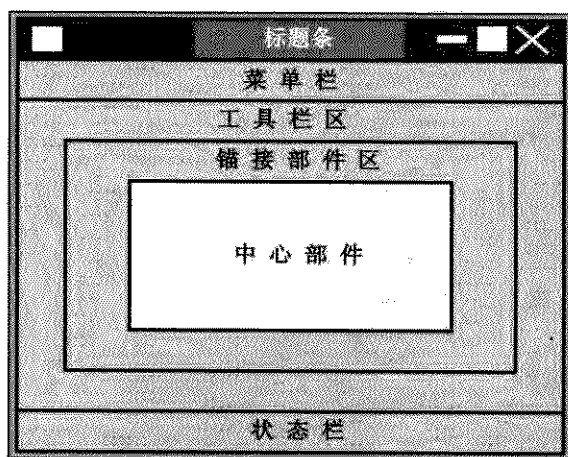 标题条
菜单栏
工具栏区
锚接部件区
中心部件
状态栏